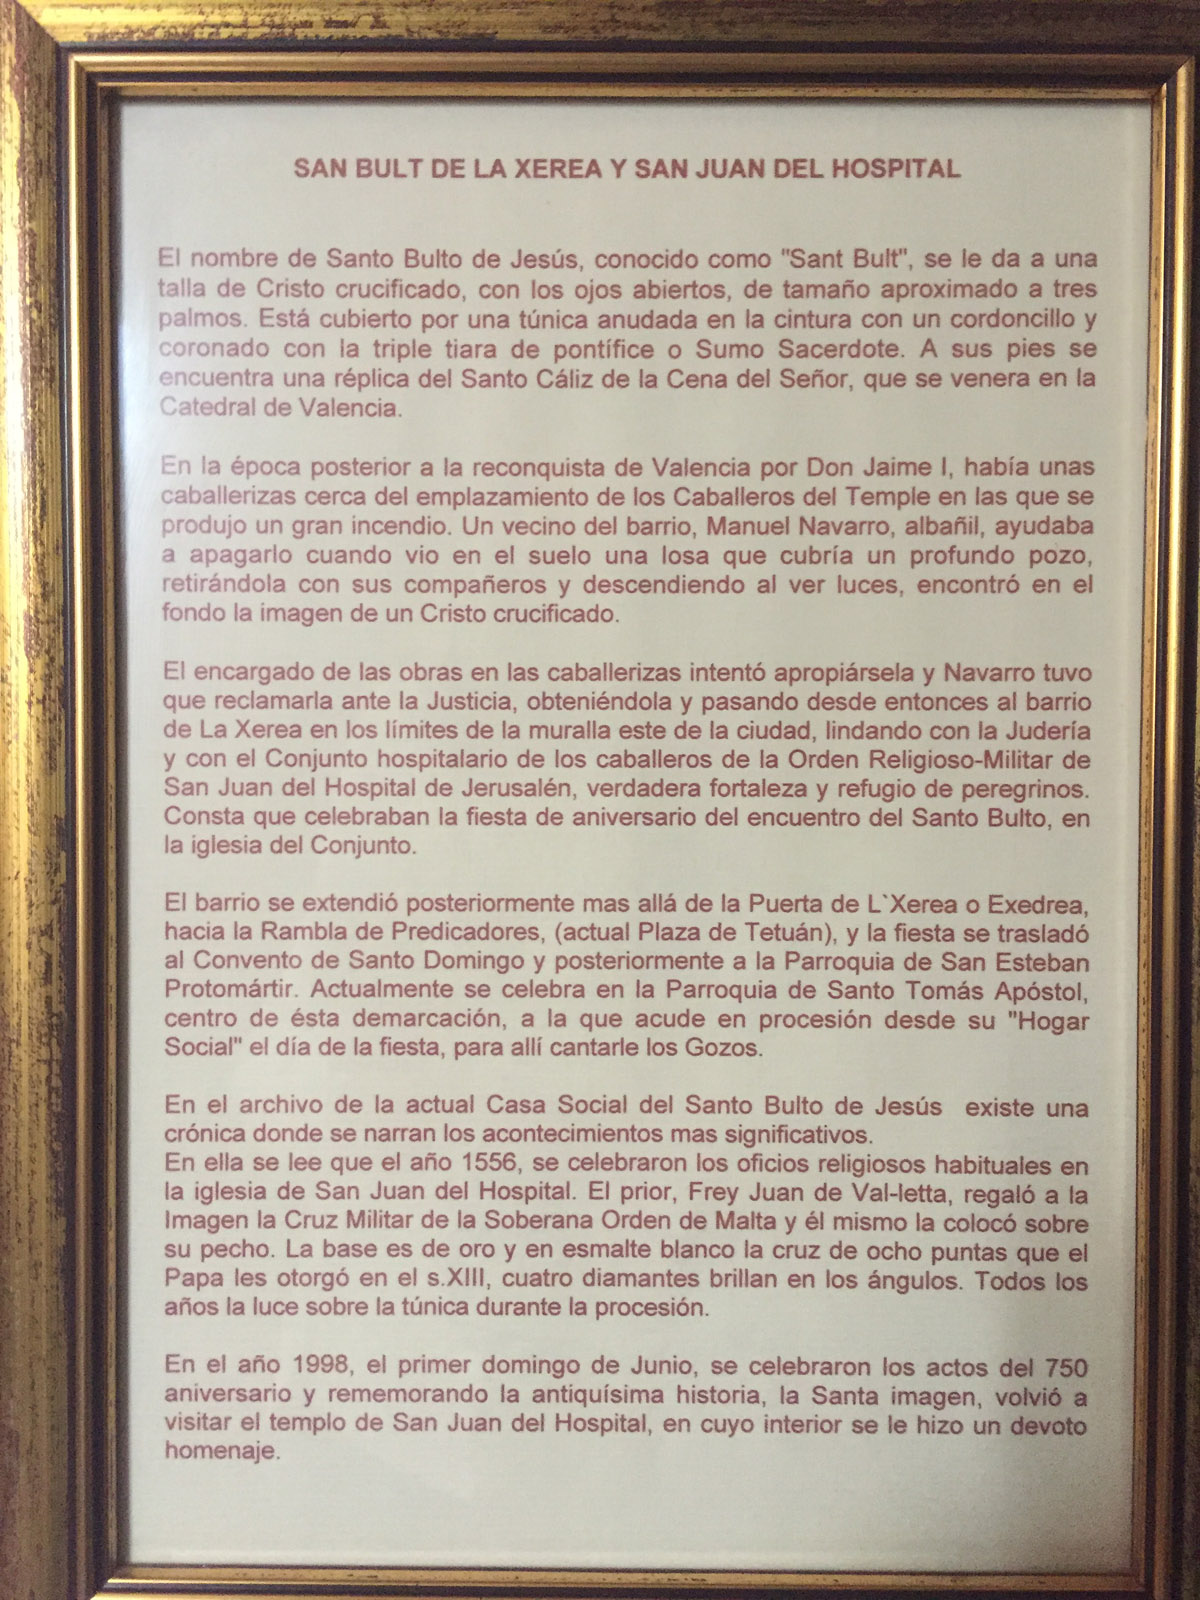 SAN BULT DE LA XEREA Y SAN JUAN DEL HOSPITAL
El nombre de Santo Bulto de Jesús, conocido como "Sant Bult", se le da a una
talla de Cristo crucificado, con los ojos abiertos, de tamaño aproximado a tres
palmos. Está cubierto por una túnica anudada en la cintura con un cordoncillo y
coronado con la triple tiara de pontífice o Sumo Sacerdote. A sus pies se
encuentra una réplica del Santo Cáliz de la Cena del Señor, que se venera en la
Catedral de Valencia.
En la época posterior a la reconquista de Valencia por Don Jaime I, había unas
caballerizas cerca del emplazamiento de los Caballeros del Temple en las que se
produjo un gran incendio. Un vecino del barrio, Manuel Navarro, albañil, ayudaba
a apagarlo cuando vio en el suelo una losa que cubría un profundo pozo,
retirándola con sus compañeros y descendiendo al ver luces, encontró en el
fondo la imagen de un Cristo crucificado.
El encargado de las obras en las caballerizas intentó apropiársela y Navarro tuvo
que reclamarla ante la Justicia, obteniéndola y pasando desde entonces al barrio
de La Xerea en los límites de la muralla este de la ciudad, lindando con la Judería
y con el Conjunto hospitalario de los caballeros de la Orden Religioso-Militar de
San Juan del Hospital de Jerusalén, verdadera fortaleza y refugio de peregrinos.
Consta que celebraban la fiesta de aniversario del encuentro del Santo Bulto, en
la iglesia del Conjunto.
El barrio se extendió posteriormente mas allá de la Puerta de L`Xerea o Exedrea,
hacia la Rambla de Predicadores, (actual Plaza de Tetuán), y la fiesta se trasladó
al Convento de Santo Domingo y posteriormente a la Parroquia de San Esteban
Protomártir. Actualmente se celebra en la Parroquia de Santo Tomás Apóstol,
centro de ésta demarcación, a la que acude en procesión desde su "Hogar
Social" el día de la fiesta, para allí cantarle los Gozos.
En el archivo de la actual Casa Social del Santo Bulto de Jesús existe una
crónica donde se narran los acontecimientos mas significativos.
En ella se lee que el año 1556, se celebraron los oficios religiosos habituales en
la iglesia de San Juan del Hospital. El prior, Frey Juan de Val-letta, regaló a la
Imagen la Cruz Militar de la Soberana Orden de Malta y él mismo la colocó sobre
su pecho. La base es de oro y en esmalte blanco la cruz de ocho puntas que el
Papa les otorgó en el s.XIII, cuatro diamantes brillan en los ángulos. Todos los
años la luce sobre la túnica durante la procesión.
En el año 1998, el primer domingo de Junio, se celebraron los actos del 750
aniversario y rememorando la antiquísima historia, la Santa imagen, volvió a
visitar el templo de San Juan del Hospital, en cuyo interior se le hizo un devoto
homenaje.